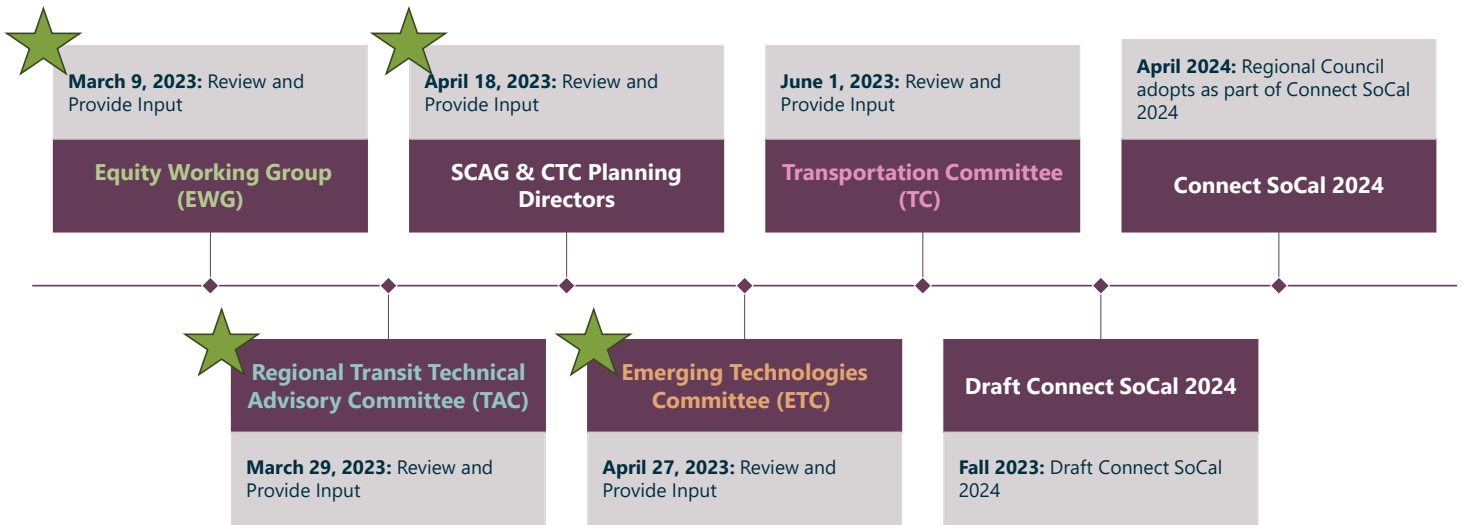 March 9, 2023: Review and
Provide Input
Equity Working Group
(EWG)
April 18, 2023: Review and
Provide Input
SCAG & CTC Planning
Directors
June 1, 2023: Review and
Provide Input
Transportation Committee
(TC)
April 2024: Regional Council
adopts as part of Connect SoCal
2024
Connect SoCal 2024
Regional Transit Technical
Advisory Committee (TAC)
March 29, 2023: Review and
Provide Input
Emerging Technologies
Committee (ETC)
April 27, 2023: Review and
Provide Input
Draft Connect SoCal 2024
Fall 2023: Draft Connect SoCal
2024